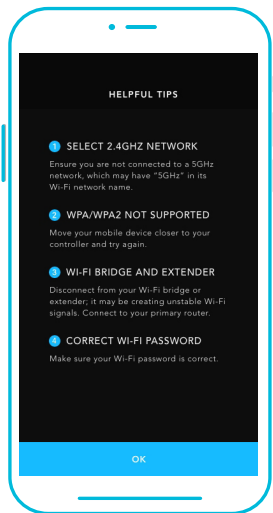 HELPFUL TIPS
1 SELECT 2.4GHZ NETWORK
Ensure you are not connected to a 5GHz
network, which may have "5GHz" in its
Wi-Fi network name.
2 WPA/WPA2 NOT SUPPORTED
Move your mobile device closer to your
controller and try again.
3 WI-FI BRIDGE AND EXTENDER
Disconnect from your Wi-Fi bridge or
extender; it may be creating unstable Wi-Fi
signals. Connect to your primary router.
4 CORRECT WI-FI PASSWORD
Make sure your Wi-Fi password is correct.
OK